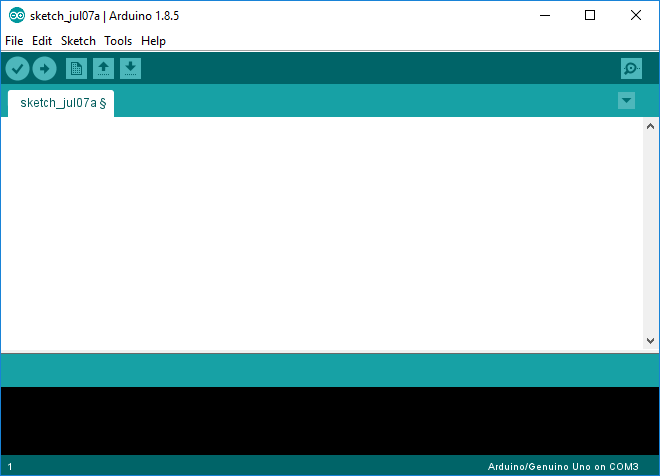 sketch_jul07a | Arduino 1.8.5
File Edit Sketch Tools Help
sketch_jul07a §
1 Arduino/Genuino Uno on COM3